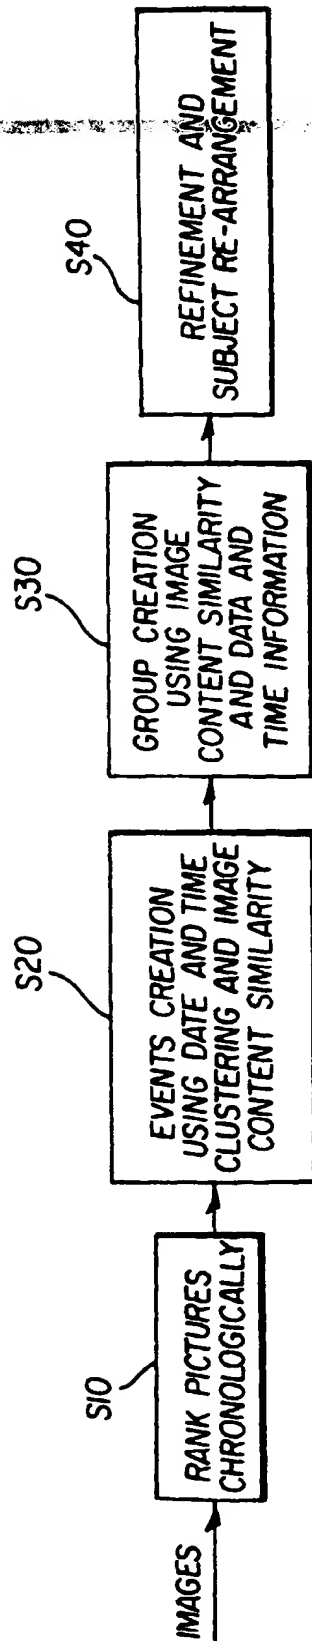 IMAGES
S10
RANK PICTURES
CHRONOLOGICALLY
S20
EVENTS CREATION
USING DATE AND TIME
CLUSTERING AND IMAGE
CONTENT SIMILARITY
S30
GROUP CREATION
USING IMAGE
CONTENT SIMILARITY
AND DATA AND
TIME INFORMATION
S40
REFINEMENT AND
SUBJECT RE-ARRANGEMENT